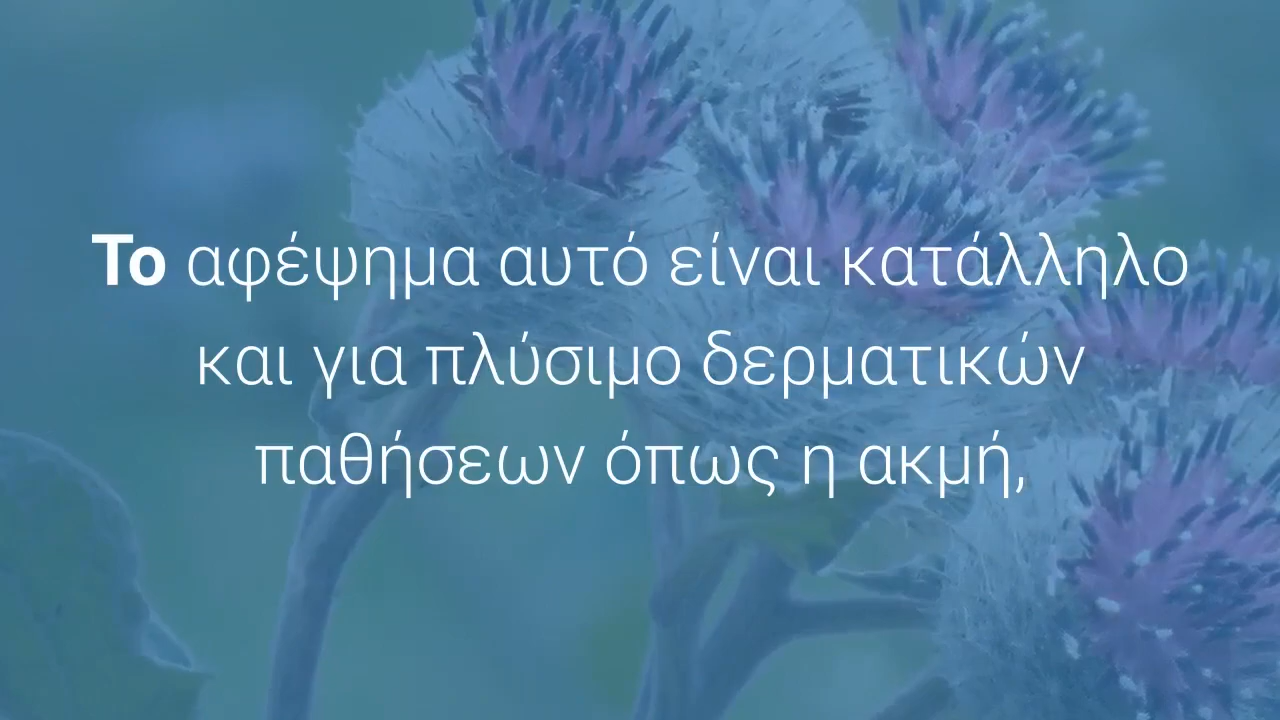 Το αφέψημα αυτό είναι κατάλληλο
και για πλύσιμο δερματικών
παθήσεων όπως η ακμή,